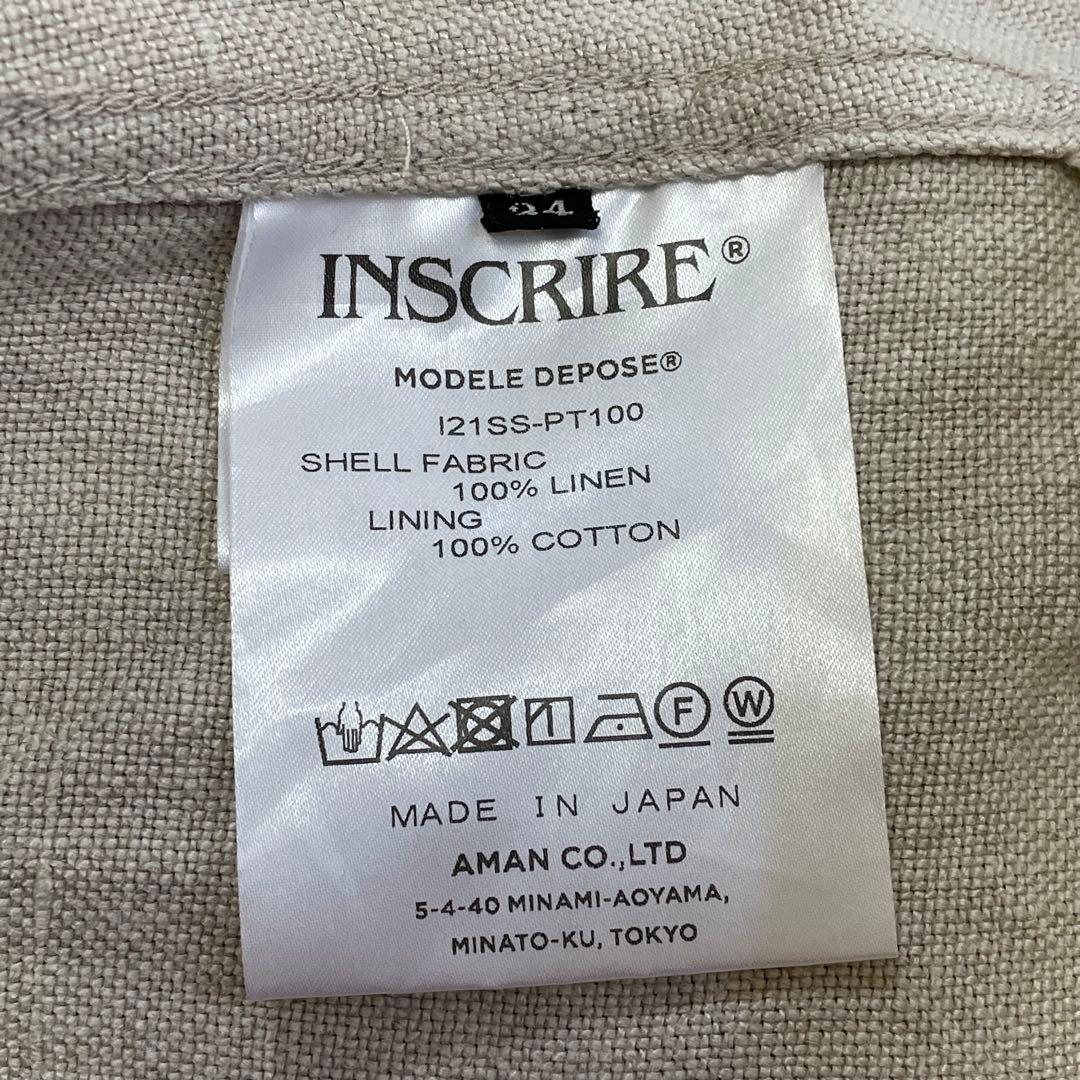 24
INSCRIRE®
MODELE DEPOSE®
I21SS-PT100
SHELL FABRIC
100% LINEN
LINING
100% COTTON
F W
MADE IN JAPAN
AMAN CO.,LTD
5-4-40 MINAMI-AOYAMA,
MINATO-KU, TOKYO